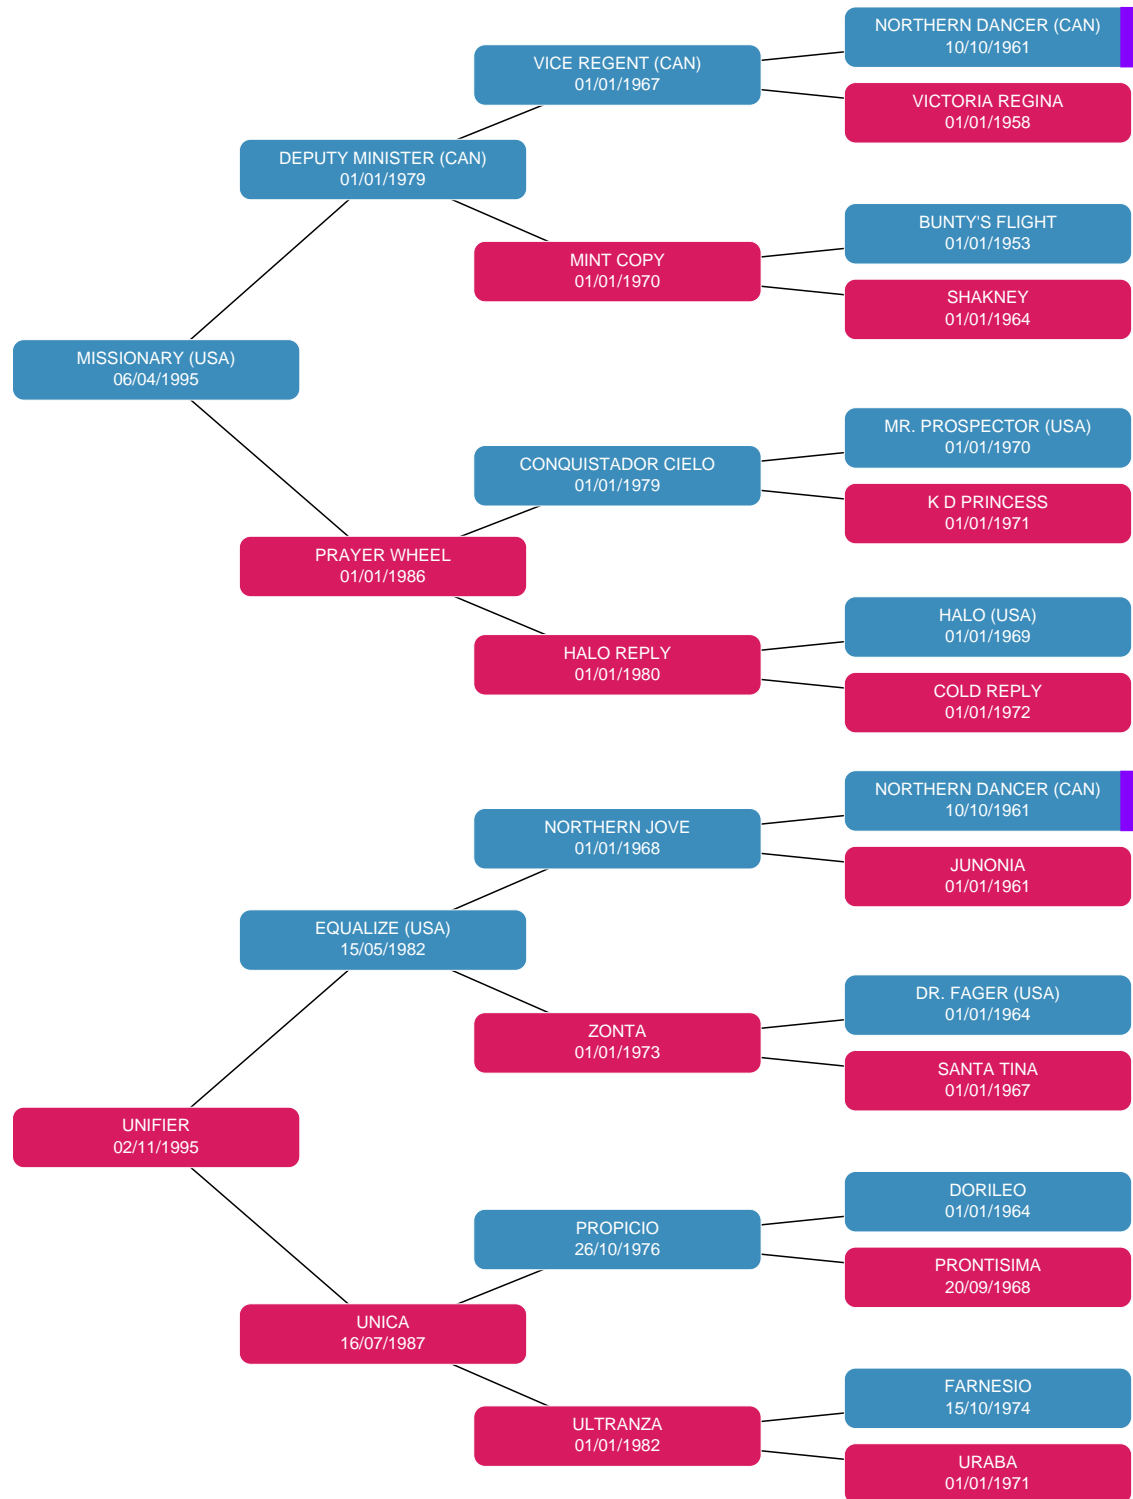 NORTHERN DANCER (CAN)
10/10/1961
VICE REGENT (CAN)
01/01/1967
VICTORIA REGINA
01/01/1958
DEPUTY MINISTER (CAN)
01/01/1979
BUNTY'S FLIGHT
01/01/1953
MINT COPY
01/01/1970
SHAKNEY
01/01/1964
MISSIONARY (USA)
06/04/1995
MR. PROSPECTOR (USA)
01/01/1970
CONQUISTADOR CIELO
01/01/1979
K D PRINCESS
01/01/1971
PRAYER WHEEL
01/01/1986
HALO (USA)
01/01/1969
HALO REPLY
01/01/1980
COLD REPLY
01/01/1972
NORTHERN DANCER (CAN)
10/10/1961
NORTHERN JOVE
01/01/1968
JUNONIA
01/01/1961
EQUALIZE (USA)
15/05/1982
DR. FAGER (USA)
01/01/1964
ZONTA
01/01/1973
SANTA TINA
01/01/1967
UNIFIER
02/11/1995
DORILEO
01/01/1964
PROPICIO
26/10/1976
PRONTISIMA
20/09/1968
UNICA
16/07/1987
FARNESIO
15/10/1974
ULTRANZA
01/01/1982
URABA
01/01/1971